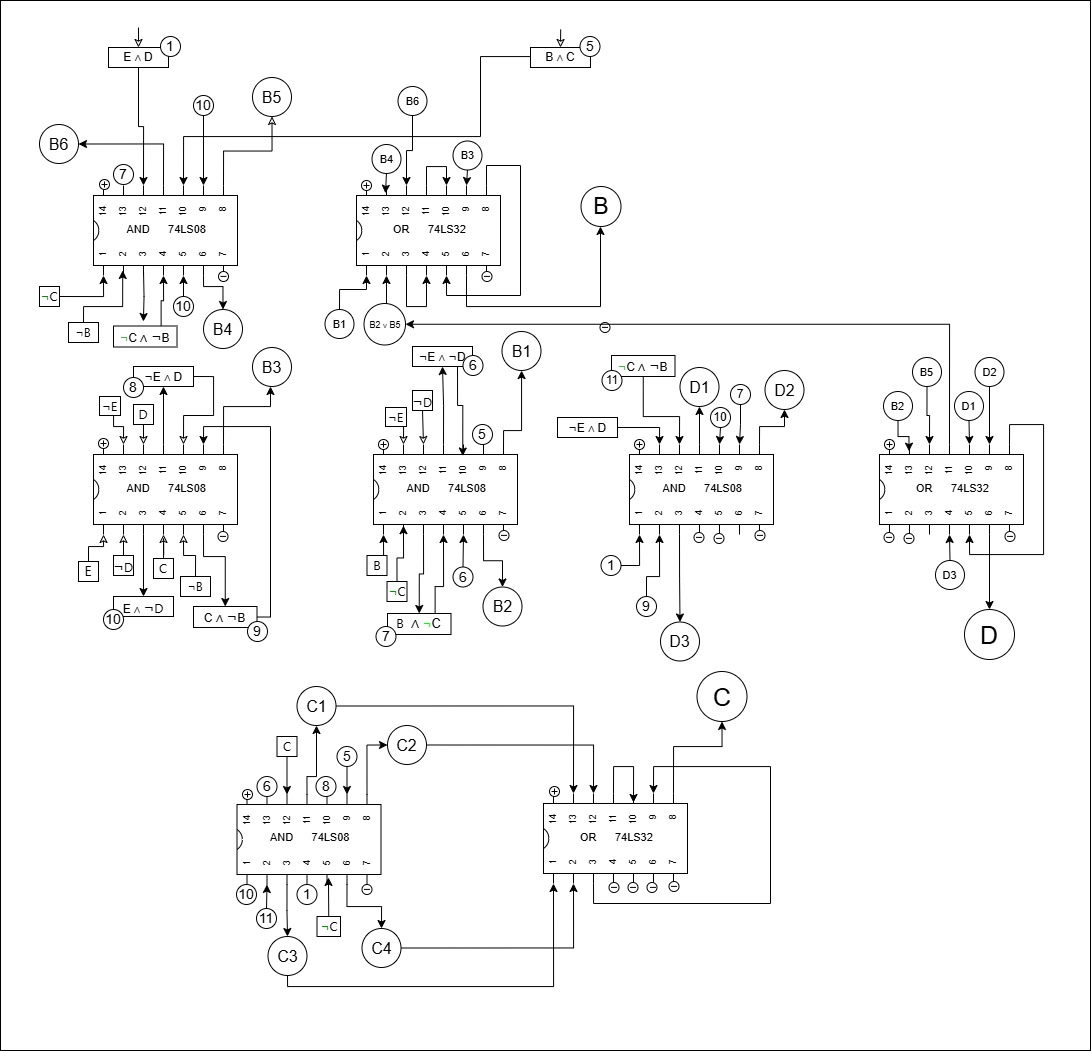 E ∧ D 1
B ∧ C 5
B6
10
B5
7
14 13 12 11 10 9 8
AND 74LS08
1 2 3 4 5 6 7
¬C
¬B
¬C ∧ ¬B
10
B4
B6
B4
B3
14 13 12 11 10 9 8
OR 74LS32
1 2 3 4 5 6 7
B1
B2 ∨ B5
B
8
¬E ∧ D
B3
¬E
D
14 13 12 11 10 9 8
AND 74LS08
1 2 3 4 5 6 7
E
¬D
C
¬B
10
E ∧ ¬D
C ∧ ¬B
9
¬E ∧ ¬D
6
B1
¬E
¬D
5
14 13 12 11 10 9 8
AND 74LS08
1 2 3 4 5 6 7
B
¬C
6
B2
B ∧ ¬C
7
¬C ∧ ¬B
11
¬E ∧ D
D1
10
7
D2
14 13 12 11 10 9 8
AND 74LS08
1 2 3 4 5 6 7
1
9
D3
B2
B5
D1
D2
14 13 12 11 10 9 8
OR 74LS32
1 2 3 4 5 6 7
D3
D
C1
C2
C
6
C
8
5
14 13 12 11 10 9 8
AND 74LS08
1 2 3 4 5 6 7
10
11
1
¬C
C3
C4
14 13 12 11 10 9 8
OR 74LS32
1 2 3 4 5 6 7